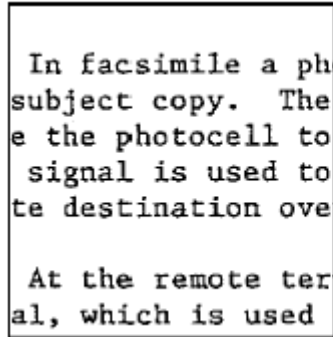 In facsimile a ph
subject copy. The
e the photocell to
signal is used to
te destination ove
At the remote ter
al, which is used